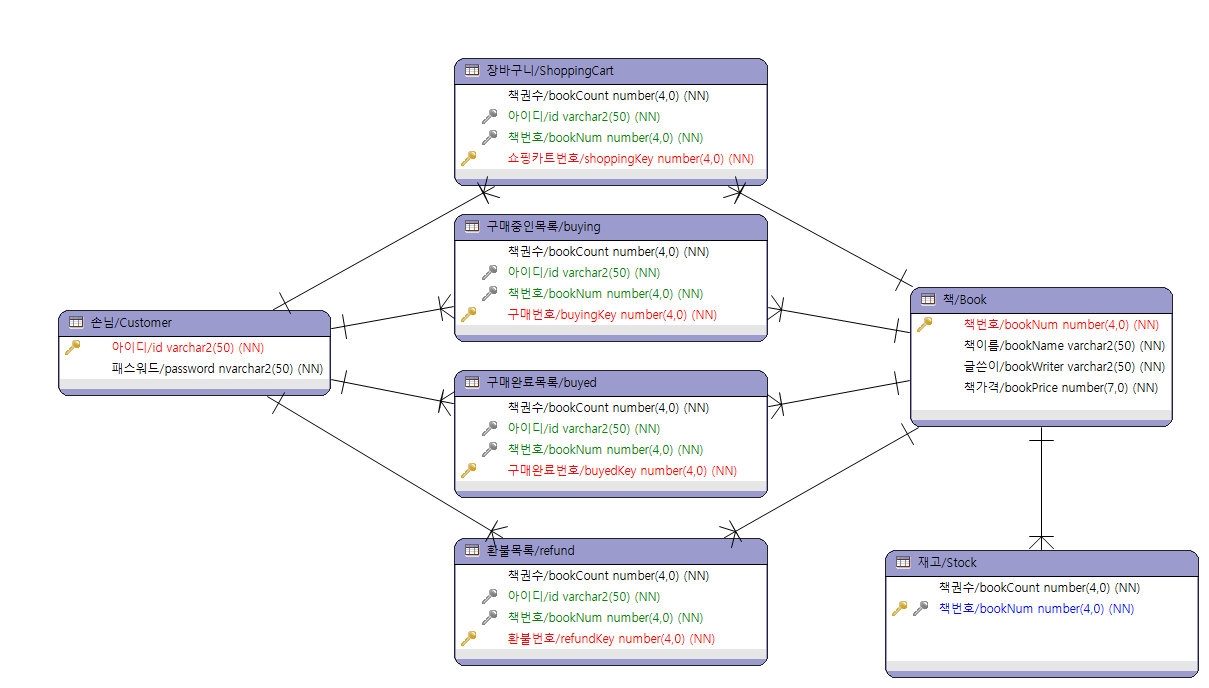 장바구니/ShoppingCart
책권수/bookCount number(4,0) (NN)
아이디/id varchar2(50) (NN)
책번호/bookNum number(4,0) (NN)
쇼핑카트번호/shoppingKey number(4,0) (NN)
구매중인목록/buying
책권수/bookCount number(4,0) (NN)
아이디/id varchar2(50) (NN)
책번호/bookNum number(4,0) (NN)
구매번호/buyingKey number(4,0) (NN)
손님/Customer
아이디/id varchar2(50) (NN)
패스워드/password nvarchar2(50) (NN)
책/Book
책번호/bookNum number(4,0) (NN)
책이름/bookName varchar2(50) (NN)
글쓴이/bookWriter varchar2(50) (NN)
책가격/bookPrice number(7,0) (NN)
구매완료목록/buyed
책권수/bookCount number(4,0) (NN)
아이디/id varchar2(50) (NN)
책번호/bookNum number(4,0) (NN)
구매완료번호/buyedKey number(4,0) (NN)
환불목록/refund
책권수/bookCount number(4,0) (NN)
아이디/id varchar2(50) (NN)
책번호/bookNum number(4,0) (NN)
환불번호/refundKey number(4,0) (NN)
재고/Stock
책권수/bookCount number(4,0) (NN)
책번호/bookNum number(4,0) (NN)